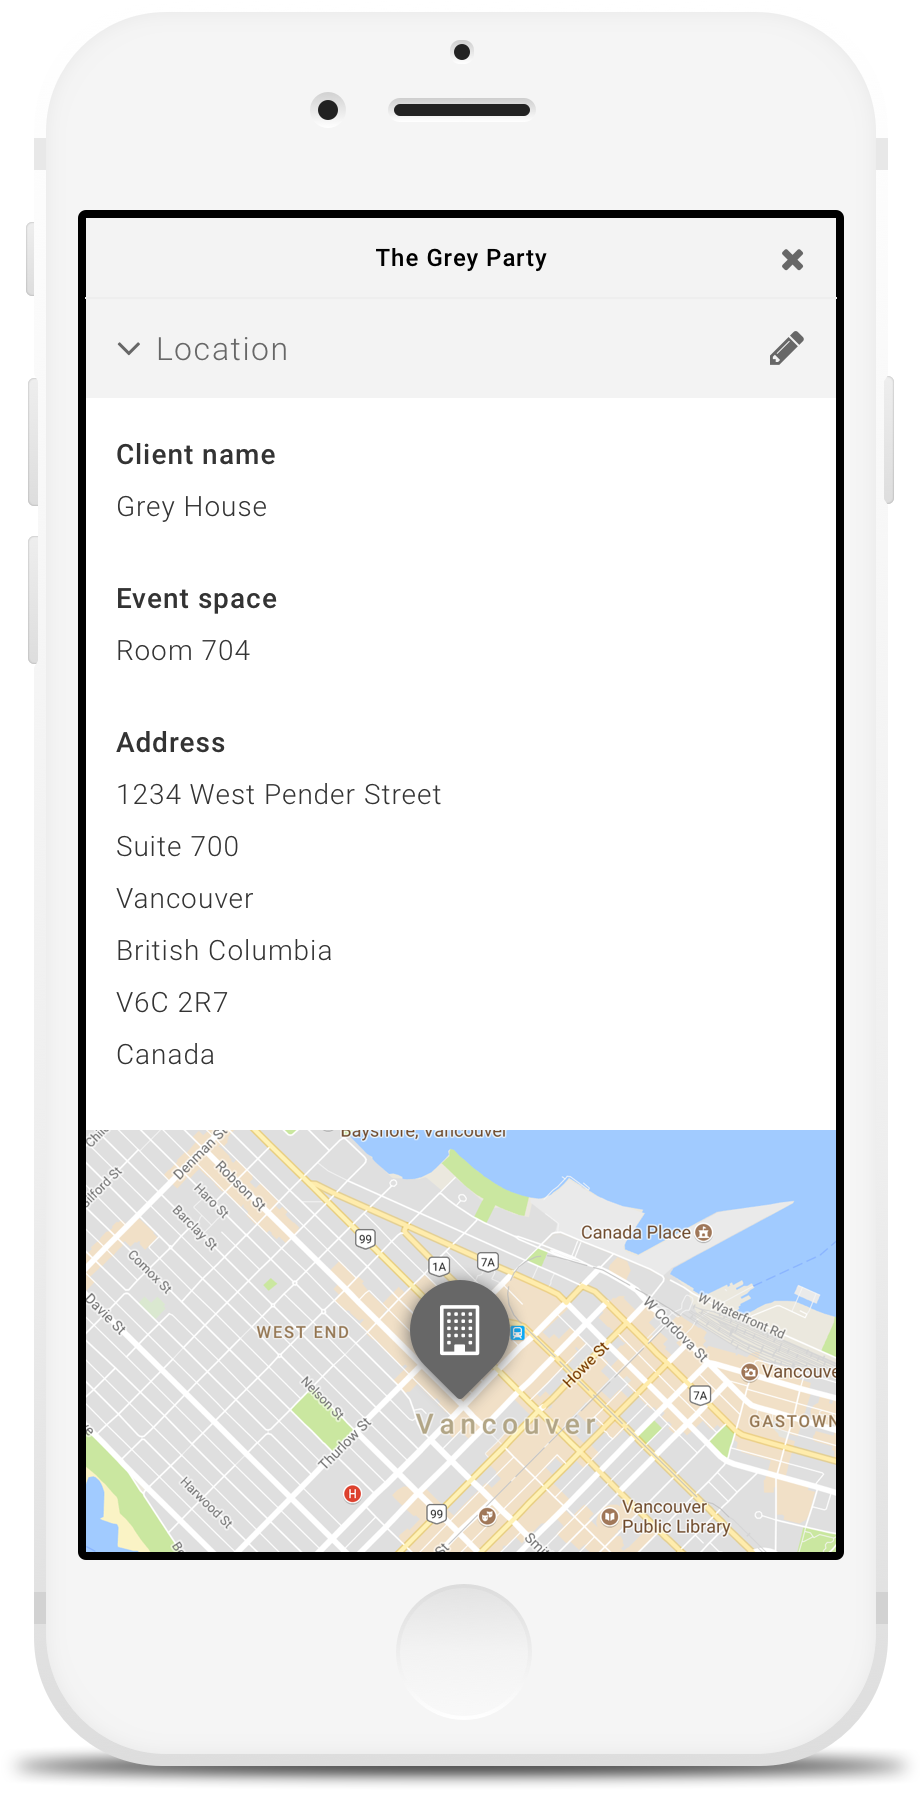 The Grey Party
Location
Client name
Grey House
Event space
Room 704
Address
1234 West Pender Street
Suite 700
Vancouver
British Columbia
V6C 2R7
Canada
Bayshore, Vancouver
Denman St
Robson St
Haro St
Barclay St
Comox St
Davie St
99
1A
7A
Canada Place
W Waterfront Rd
W Cordova St
WEST END
Howe St
Nelson St
Thurlow St
7A
GASTOWN
Vancouver
H
Harwood St
99
Vancouver
Public Library